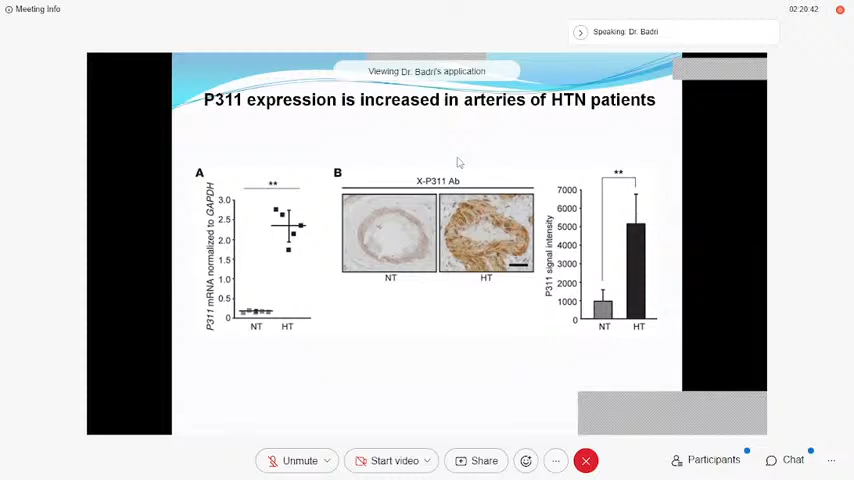 Meeting Info
02:20:42
Speaking: Dr. Badri
Viewing Dr. Badri's application
P311 expression is increased in arteries of HTN patients
A
**
P311 mRNA normalized to GAPDH
3.0
2.5
2.0
1.5
1.0
0.5
0
NT HT
B
X-P311 Ab
NT HT
**
P311 signal intensity
7000
6000
5000
4000
3000
2000
1000
0
NT HT
Unmute
Start video
Share
Participants
Chat